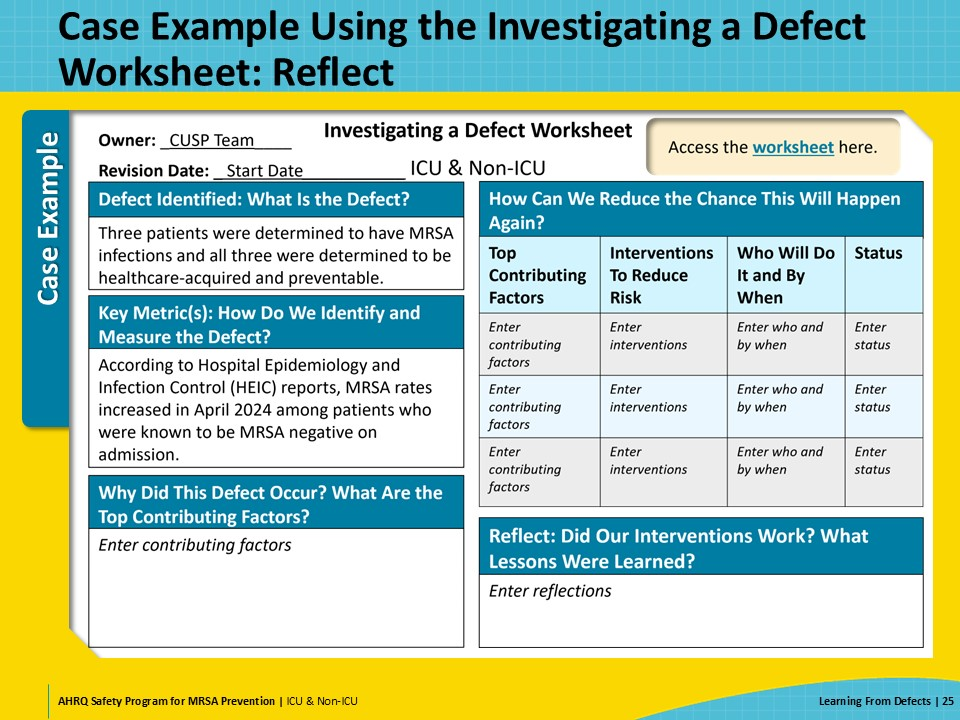 Case Example Using the Investigating a Defect
Worksheet: Reflect
Case Example
Owner: _CUSP Team____
Investigating a Defect Worksheet
Access the worksheet here.
Revision Date: _ Start Date___________
ICU & Non-ICU
Defect Identified: What Is the Defect?
Three patients were determined to have MRSA
infections and all three were determined to be
healthcare-acquired and preventable.
Key Metric(s): How Do We Identify and
Measure the Defect?
According to Hospital Epidemiology and
Infection Control (HEIC) reports, MRSA rates
increased in April 2024 among patients who
were known to be MRSA negative on
admission.
Why Did This Defect Occur? What Are the
Top Contributing Factors?
Enter contributing factors
How Can We Reduce the Chance This Will Happen
Again?
Top
Contributing
Factors
Interventions
To Reduce
Risk
Who Will Do
It and By
When
Status
Enter
contributing
factors
Enter
interventions
Enter who and
by when
Enter
status
Enter
contributing
factors
Enter
interventions
Enter who and
by when
Enter
status
Enter
contributing
factors
Enter
interventions
Enter who and
by when
Enter
status
Reflect: Did Our Interventions Work? What
Lessons Were Learned?
Enter reflections
AHRQ Safety Program for MRSA Prevention | ICU & Non-ICU
Learning From Defects | 25